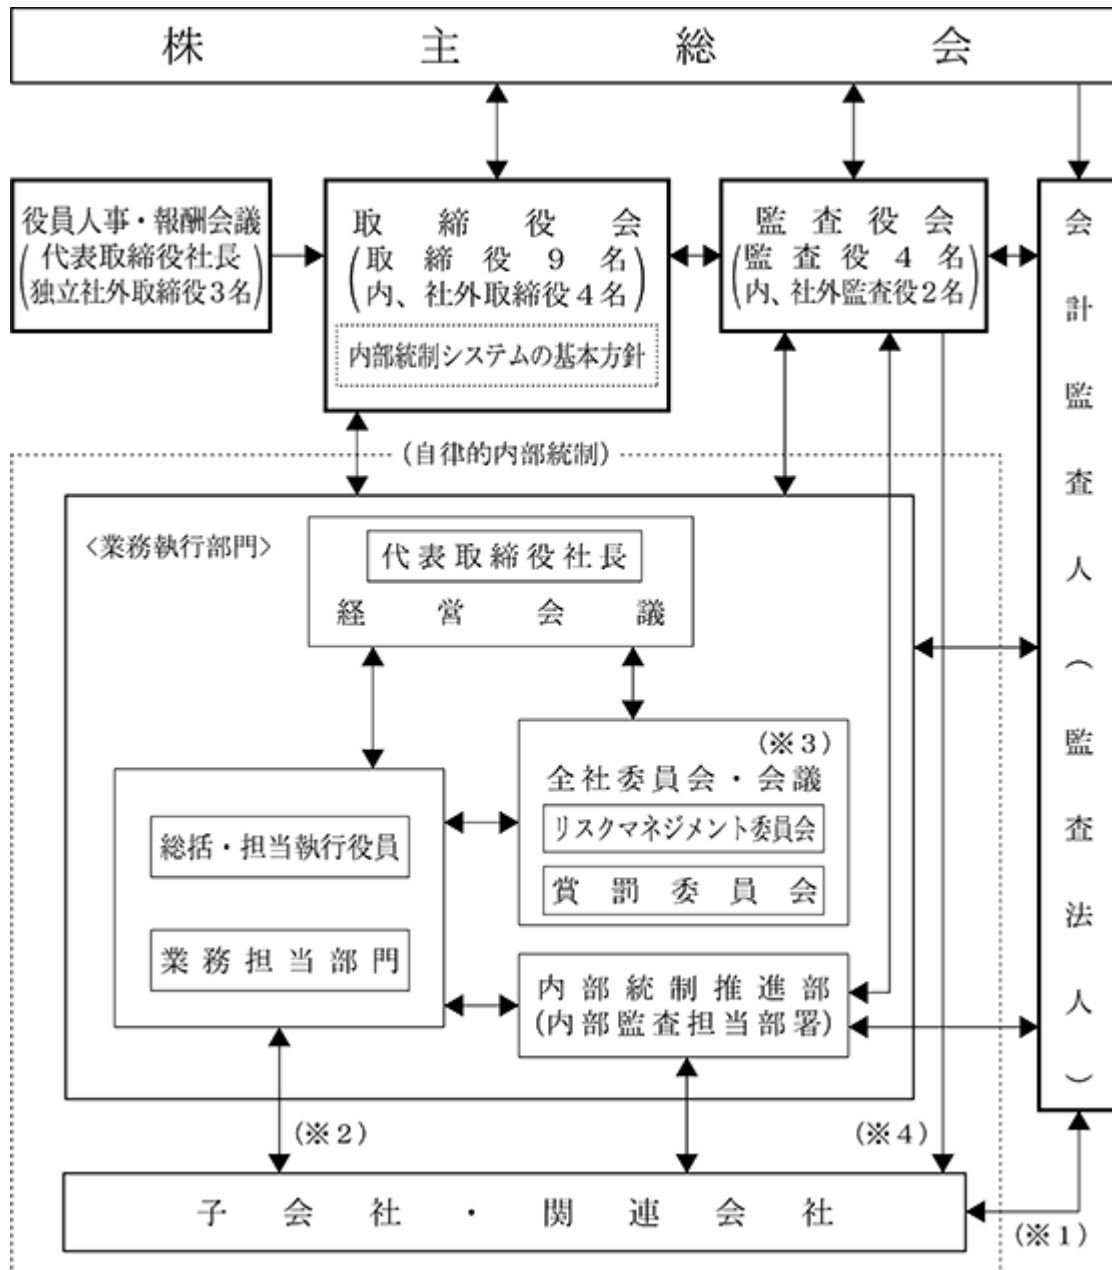 株主総会
役員人事・報酬会議
(代表取締役社長
独立社外取締役3名)
取締役会
(取締役9名
内、社外取締役4名)
内部統制システムの基本方針
監査役会
(監査役4名
内、社外監査役2名)
会計監査人(監査法人)
(自律的内部統制)
<業務執行部門>
代表取締役社長
経営会議
(※3)
全社委員会・会議
リスクマネジメント委員会
賞罰委員会
総括・担当執行役員
業務担当部門
内部統制推進部
(内部監査担当部署)
(※2)
(※4)
子会社・関連会社
(※1)